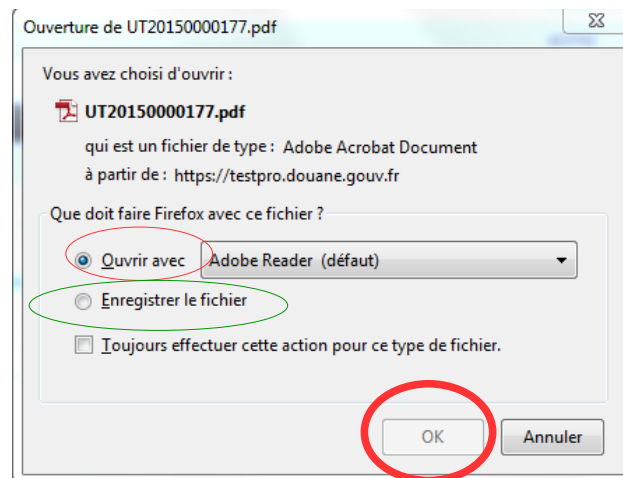 Ouverture de UT20150000177.pdf
Vous avez choisi d'ouvrir :
UT20150000177.pdf
qui est un fichier de type : Adobe Acrobat Document
à partir de : https://testpro.douane.gouv.fr
Que doit faire Firefox avec ce fichier ?
Ouvrir avec Adobe Reader (défaut)
Enregistrer le fichier
Toujours effectuer cette action pour ce type de fichier.
OK Annuler